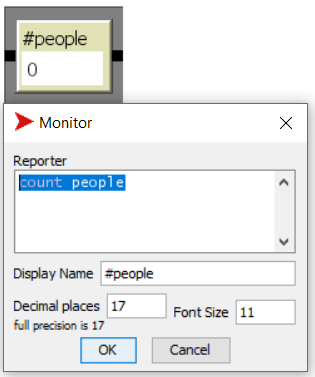 #people
0
Monitor
Reporter
count people
Display Name #people
Decimal places 17 Font Size 11
full precision is 17
OK Cancel